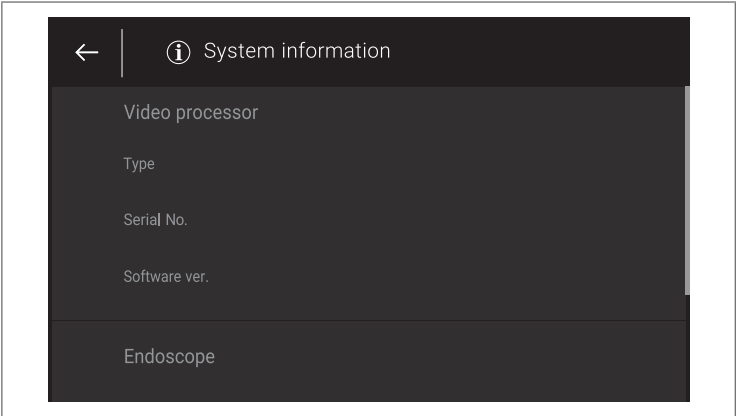 System information
Video processor
Type
Serial No.
Software ver.
Endoscope